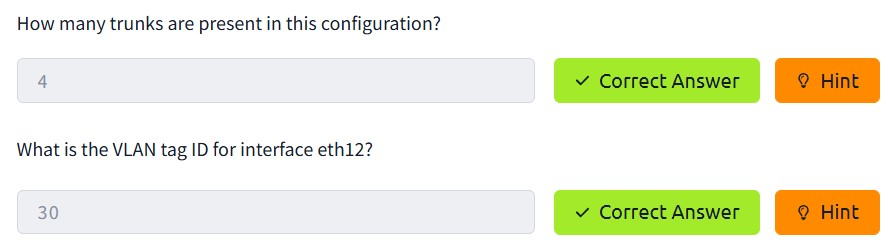 How many trunks are present in this configuration?
4
✓ Correct Answer
Hint
What is the VLAN tag ID for interface eth12?
30
✓ Correct Answer
Hint